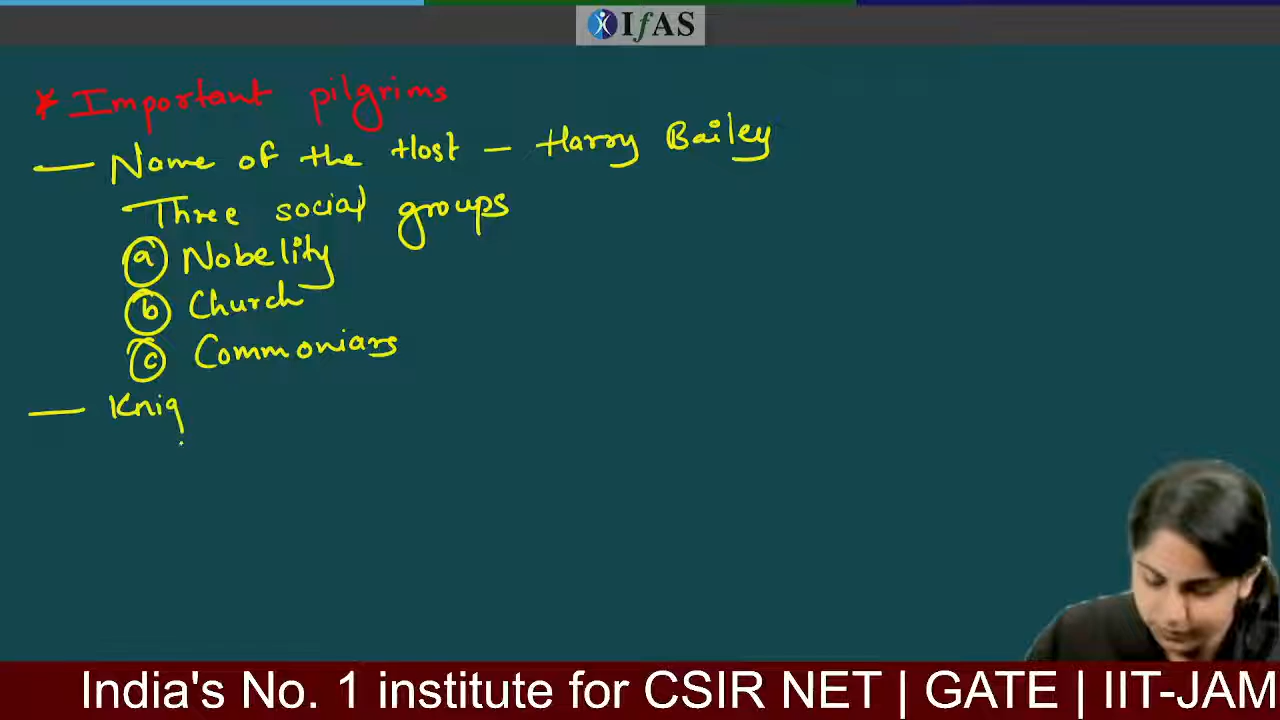 IfAS
* Important pilgrims
— Name of the Host – Harry Bailey
Three social groups
(a) Nobelity
(b) Church
(c) Commoniars
— Knig
India's No. 1 institute for CSIR NET | GATE | IIT-JAM